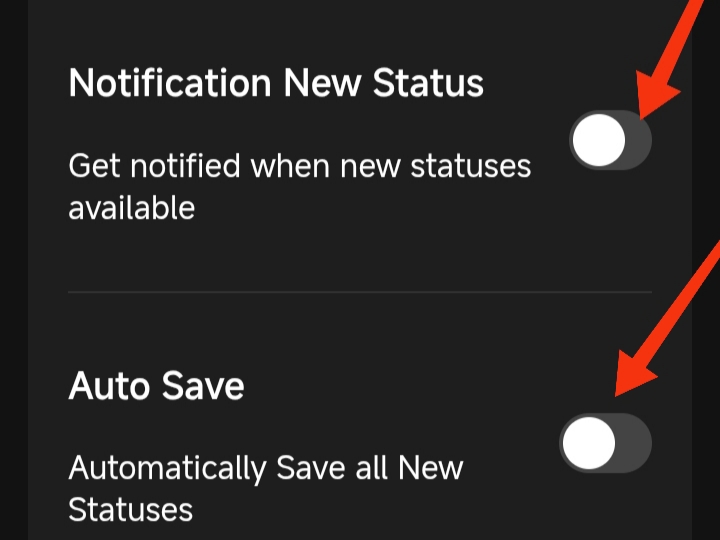 Notification New Status
Get notified when new statuses
available
Auto Save
Automatically Save all New
Statuses